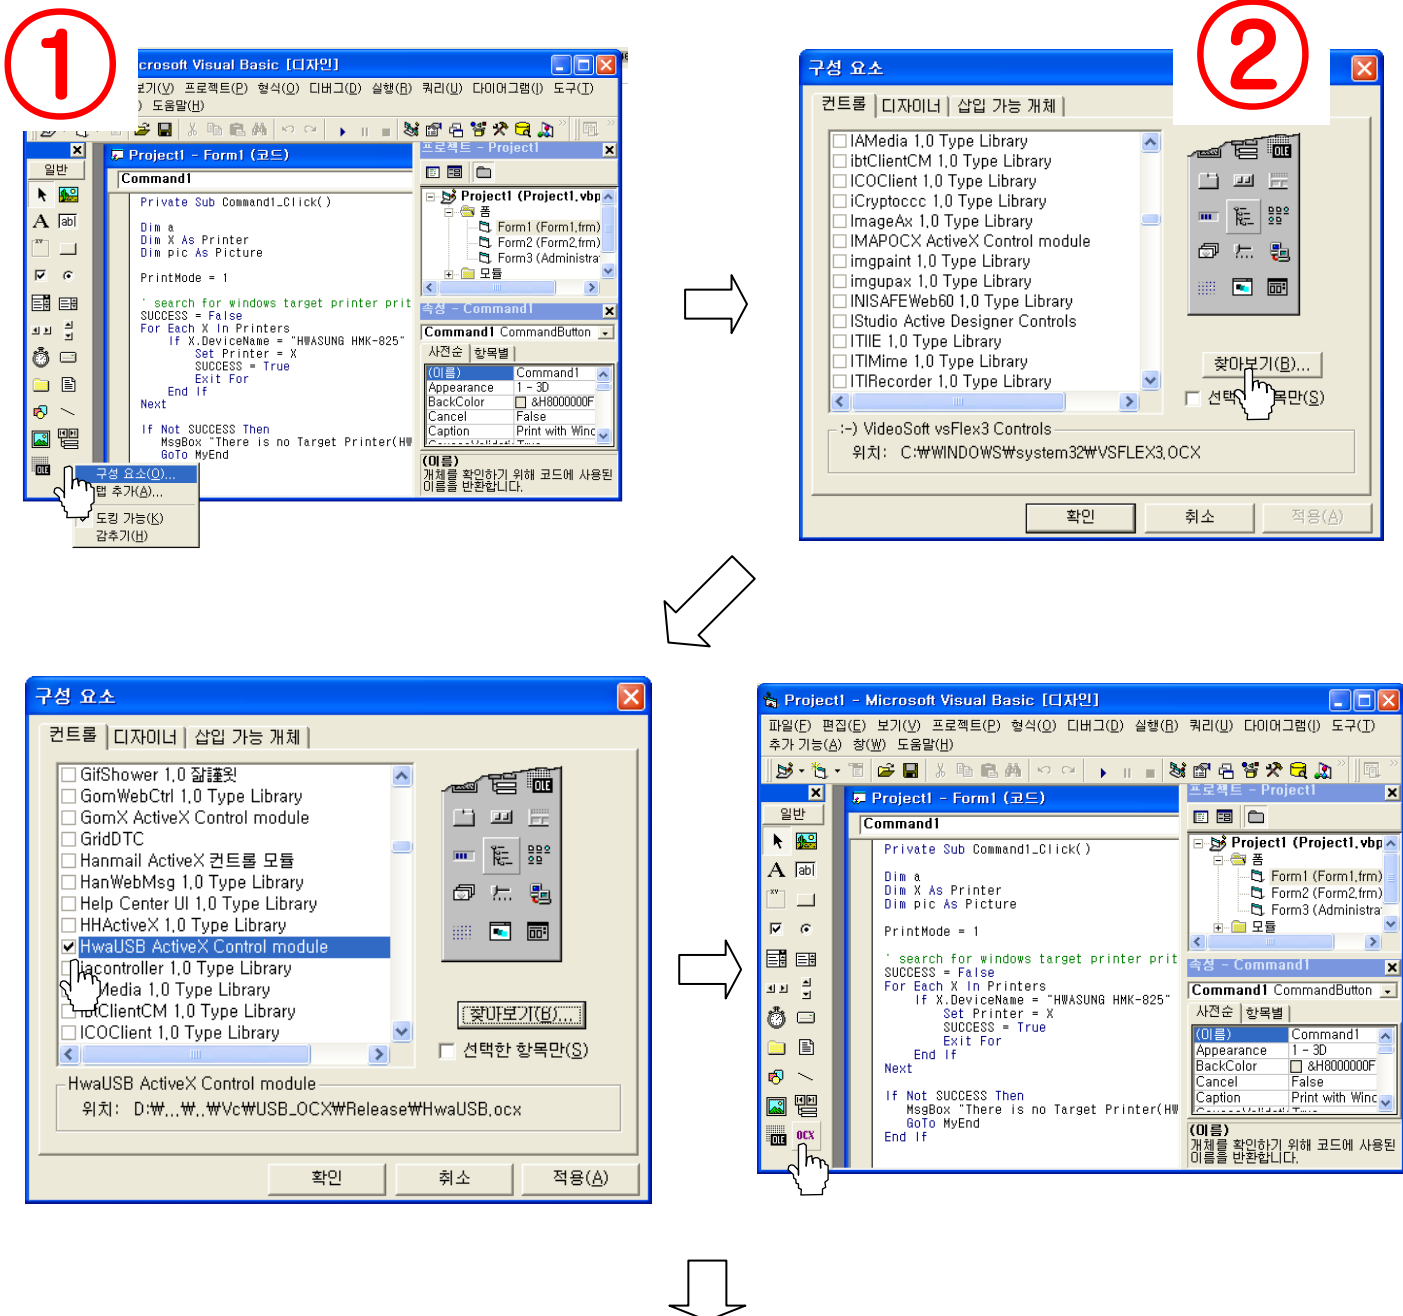 ①
crosoft Visual Basic [디자인]
보기(V) 프로젝트(P) 형식(O) 디버그(D) 실행(R) 쿼리(U) 다이어그램(I) 도구(T)
) 도움말(H)
일반
Project1 - Form1 (코드)
Command1
Private Sub Command1_Click()
Dim a
Dim X As Printer
Dim pic As Picture
PrintMode = 1
' search for windows target printer prit
SUCCESS = False
For Each X In Printers
If X.DeviceName = "HWASUNG HMK-825"
Set Printer = X
SUCCESS = True
Exit For
End If
Next
If Not SUCCESS Then
MsgBox "There is no Target Printer(HW
GoTo MyEnd
프로젝트 - Project1
Project1 (Project1.vbp
폼
Form1 (Form1.frm)
Form2 (Form2.frm)
Form3 (Administra
모듈
속성 - Command1
Command1 CommandButton
사전순 항목별
(이름) Command1
Appearance 1 - 3D
BackColor &H8000000F
Cancel False
Caption Print with Winc
(이름)
개체를 확인하기 위해 코드에 사용된
이름을 반환합니다.
구성 요소(O)...
탭 추가(A)...
도킹 가능(K)
감추기(H)
②
구성 요소
컨트롤 디자이너 삽입 가능 개체
IAMedia 1.0 Type Library
ibtClientCM 1.0 Type Library
ICOClient 1.0 Type Library
iCryptoccc 1.0 Type Library
ImageAx 1.0 Type Library
IMAPOCX ActiveX Control module
imgpaint 1.0 Type Library
imgupax 1.0 Type Library
INISAFEWeb60 1.0 Type Library
IStudio Active Designer Controls
ITIIE 1.0 Type Library
ITIMime 1.0 Type Library
ITIRecorder 1.0 Type Library
OLE
찾아보기(B)...
:-) VideoSoft vsFlex3 Controls
위치: C:₩WINDOWS₩system32₩VSFLEX3.OCX
확인 취소 적용(A)
구성 요소
컨트롤 디자이너 삽입 가능 개체
GifShower 1.0
GomWebCtrl 1.0 Type Library
GomX ActiveX Control module
GridDTC
Hanmail ActiveX 컨트롤 모듈
HanWebMsg 1.0 Type Library
Help Center UI 1.0 Type Library
HHActiveX 1.0 Type Library
HwaUSB ActiveX Control module
iacontroller 1.0 Type Library
Media 1.0 Type Library
ibtClientCM 1.0 Type Library
ICOClient 1.0 Type Library
OLE
찾아보기(B)...
선택한 항목만(S)
HwaUSB ActiveX Control module
위치: D:₩...₩..₩Vc₩USB_OCX₩Release₩HwaUSB.ocx
확인 취소 적용(A)
Project1 - Microsoft Visual Basic [디자인]
파일(F) 편집(E) 보기(V) 프로젝트(P) 형식(O) 디버그(D) 실행(R) 쿼리(U) 다이어그램(I) 도구(T)
추가 기능(A) 창(W) 도움말(H)
일반
OCX
Project1 - Form1 (코드)
Command1
Private Sub Command1_Click()
Dim a
Dim X As Printer
Dim pic As Picture
PrintMode = 1
' search for windows target printer prit
SUCCESS = False
For Each X In Printers
If X.DeviceName = "HWASUNG HMK-825"
Set Printer = X
SUCCESS = True
Exit For
End If
Next
If Not SUCCESS Then
MsgBox "There is no Target Printer(HW
GoTo MyEnd
End If
프로젝트 - Project1
Project1 (Project1.vbp
폼
Form1 (Form1.frm)
Form2 (Form2.frm)
Form3 (Administra
모듈
속성 - Command1
Command1 CommandButton
사전순 항목별
(이름) Command1
Appearance 1 - 3D
BackColor &H8000000F
Cancel False
Caption Print with Winc
(이름)
개체를 확인하기 위해 코드에 사용된
이름을 반환합니다.